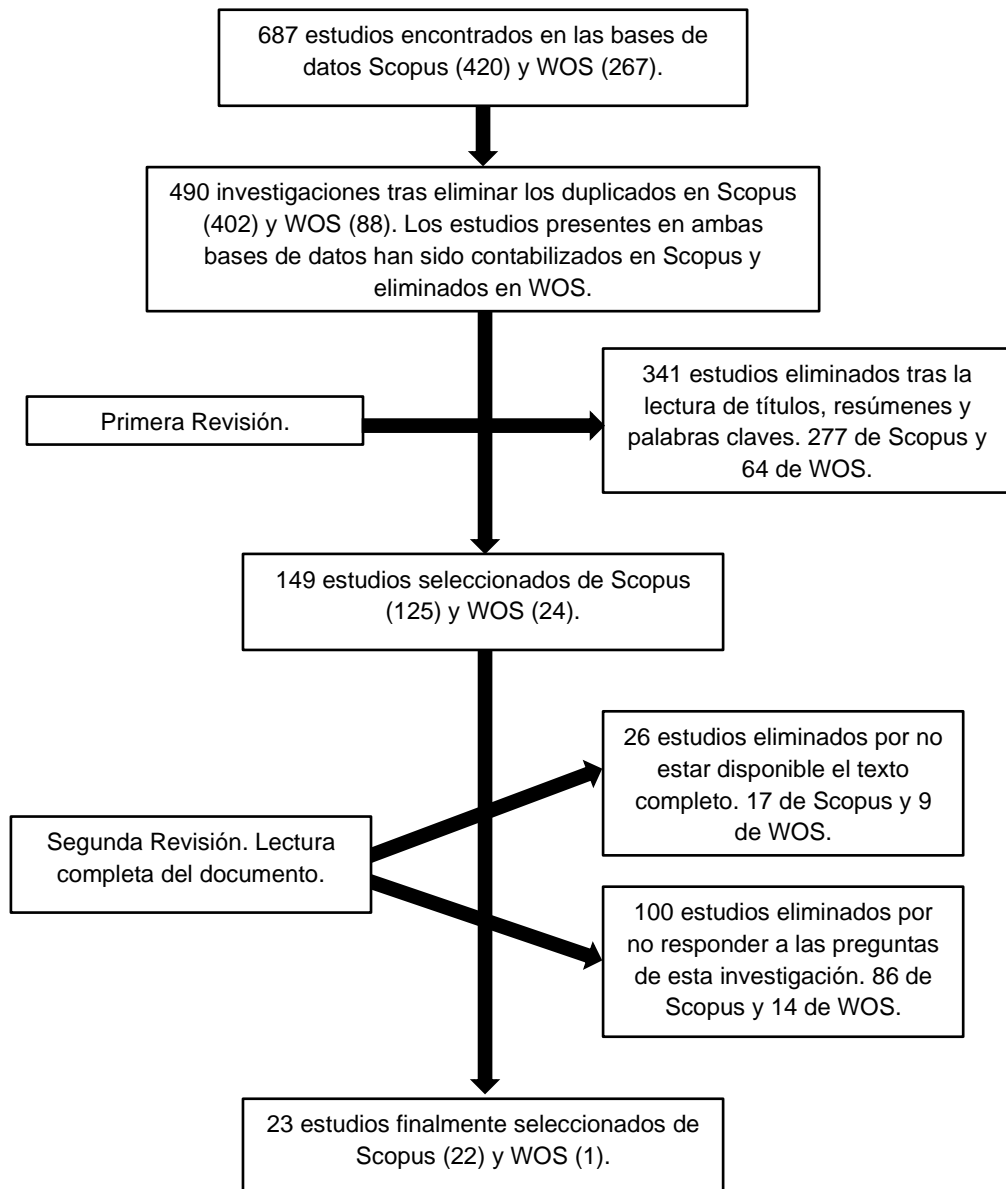 687 estudios encontrados en las bases de
datos Scopus (420) y WOS (267).
490 investigaciones tras eliminar los duplicados en Scopus
(402) y WOS (88). Los estudios presentes en ambas
bases de datos han sido contabilizados en Scopus y
eliminados en WOS.
Primera Revisión.
341 estudios eliminados tras la
lectura de títulos, resúmenes y
palabras claves. 277 de Scopus y
64 de WOS.
149 estudios seleccionados de Scopus
(125) y WOS (24).
Segunda Revisión. Lectura
completa del documento.
26 estudios eliminados por no
estar disponible el texto
completo. 17 de Scopus y 9
de WOS.
100 estudios eliminados por
no responder a las preguntas
de esta investigación. 86 de
Scopus y 14 de WOS.
23 estudios finalmente seleccionados de
Scopus (22) y WOS (1).